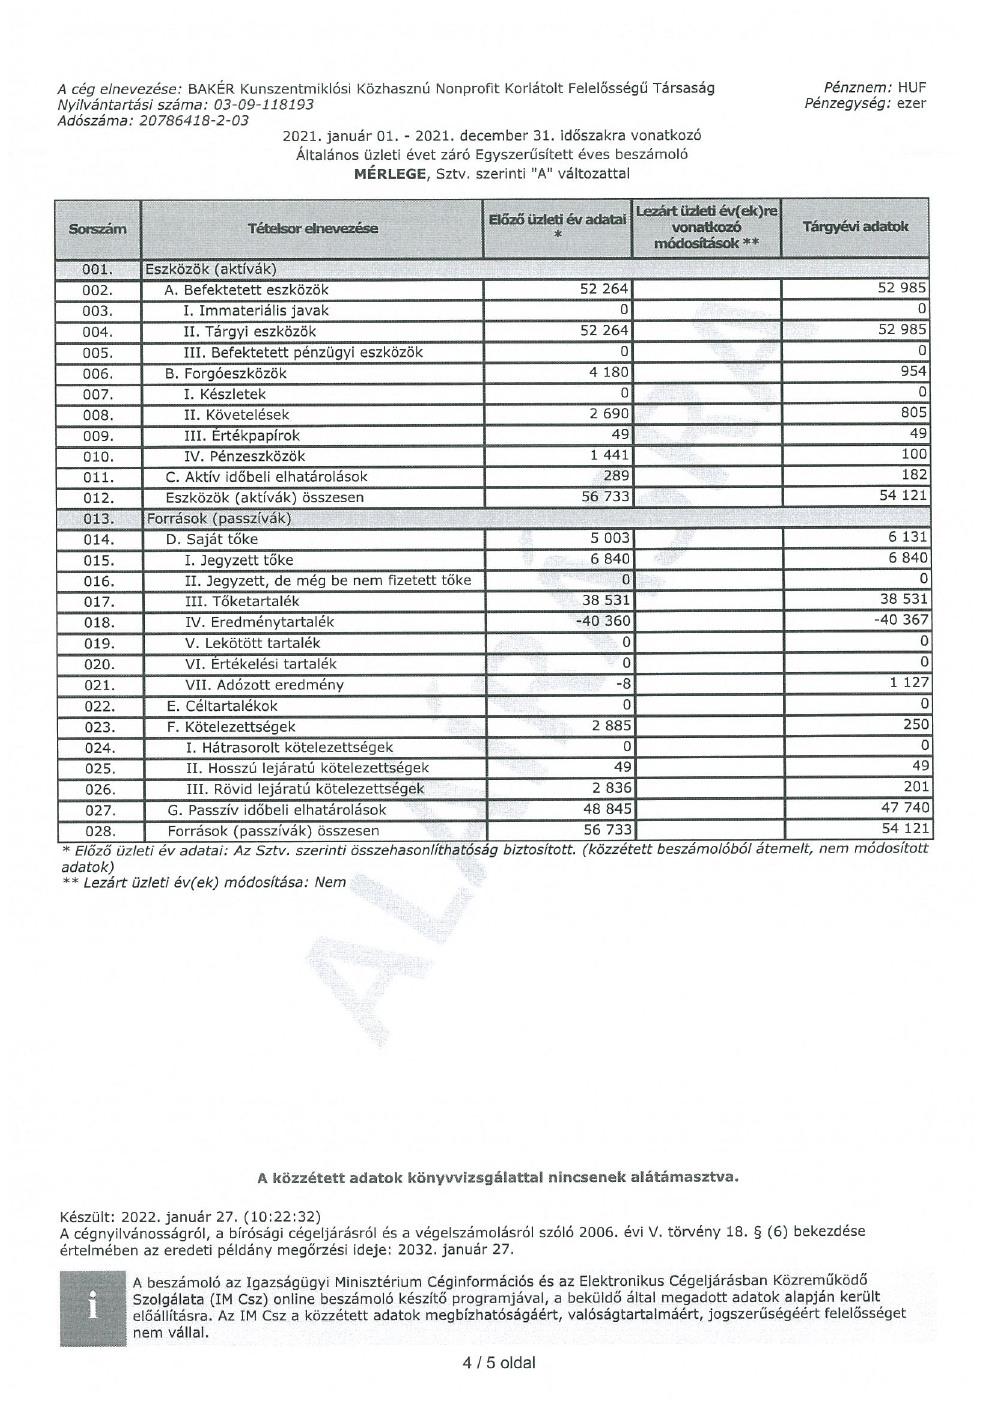 A cég elnevezése: BAKÉR Kunszentmiklósi Közhasznú Nonprofit Korlátolt Felelősségű Társaság Pénznem: HUF
Nyilvántartási száma: 03-09-118193 Pénzegység: ezer
Adószáma: 20786418-2-03
2021. január 01. - 2021. december 31. időszakra vonatkozó
Általános üzleti évet záró Egyszerűsített éves beszámoló
MÉRLEGE, Sztv. szerinti "A" változattal
Sorszám Tételsor elnevezése Előző üzleti év adatai * Lezárt üzleti év(ek)re vonatkozó módosítások ** Tárgyévi adatok
001. Eszközök (aktívák)
002. A. Befektetett eszközök 52 264 52 985
003. I. Immateriális javak 0 0
004. II. Tárgyi eszközök 52 264 52 985
005. III. Befektetett pénzügyi eszközök 0 0
006. B. Forgóeszközök 4 180 954
007. I. Készletek 0 0
008. II. Követelések 2 690 805
009. III. Értékpapírok 49 49
010. IV. Pénzeszközök 1 441 100
011. C. Aktív időbeli elhatárolások 289 182
012. Eszközök (aktívák) összesen 56 733 54 121
013. Források (passzívák)
014. D. Saját tőke 5 003 6 131
015. I. Jegyzett tőke 6 840 6 840
016. II. Jegyzett, de még be nem fizetett tőke 0 0
017. III. Tőketartalék 38 531 38 531
018. IV. Eredménytartalék -40 360 -40 367
019. V. Lekötött tartalék 0 0
020. VI. Értékelési tartalék 0 0
021. VII. Adózott eredmény -8 1 127
022. E. Céltartalékok 0 0
023. F. Kötelezettségek 2 885 250
024. I. Hátrasorolt kötelezettségek 0 0
025. II. Hosszú lejáratú kötelezettségek 49 49
026. III. Rövid lejáratú kötelezettségek 2 836 201
027. G. Passzív időbeli elhatárolások 48 845 47 740
028. Források (passzívák) összesen 56 733 54 121
* Előző üzleti év adatai: Az Sztv. szerinti összehasonlíthatóság biztosított. (közzétett beszámolóból átemelt, nem módosított
adatok)
** Lezárt üzleti év(ek) módosítása: Nem
ALÁÍRÁSRA
A közzétett adatok könyvvizsgálattal nincsenek alátámasztva.
Készült: 2022. január 27. (10:22:32)
A cégnyilvánosságról, a bírósági cégeljárásról és a végelszámolásról szóló 2006. évi V. törvény 18. § (6) bekezdése
értelmében az eredeti példány megőrzési ideje: 2032. január 27.
i
A beszámoló az Igazságügyi Minisztérium Céginformációs és az Elektronikus Cégeljárásban Közreműködő
Szolgálata (IM Csz) online beszámoló készítő programjával, a beküldő által megadott adatok alapján került
előállításra. Az IM Csz a közzétett adatok megbízhatóságáért, valóságtartalmáért, jogszerűségéért felelősséget
nem vállal.
4 / 5 oldal